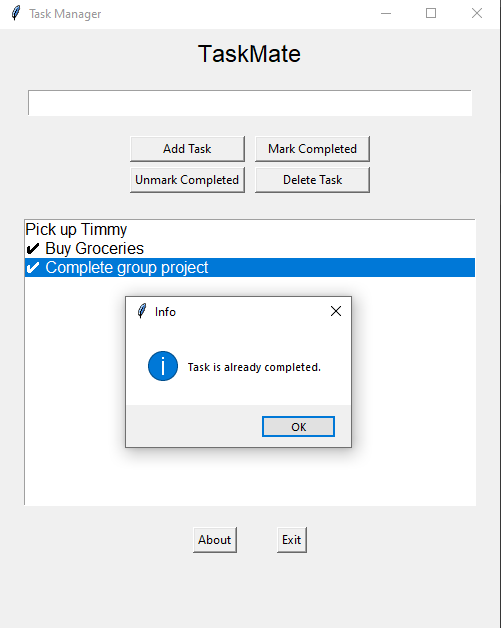 Task Manager
TaskMate
Add Task
Mark Completed
Unmark Completed
Delete Task
Pick up Timmy
✔ Buy Groceries
✔ Complete group project
Info
Task is already completed.
OK
About
Exit